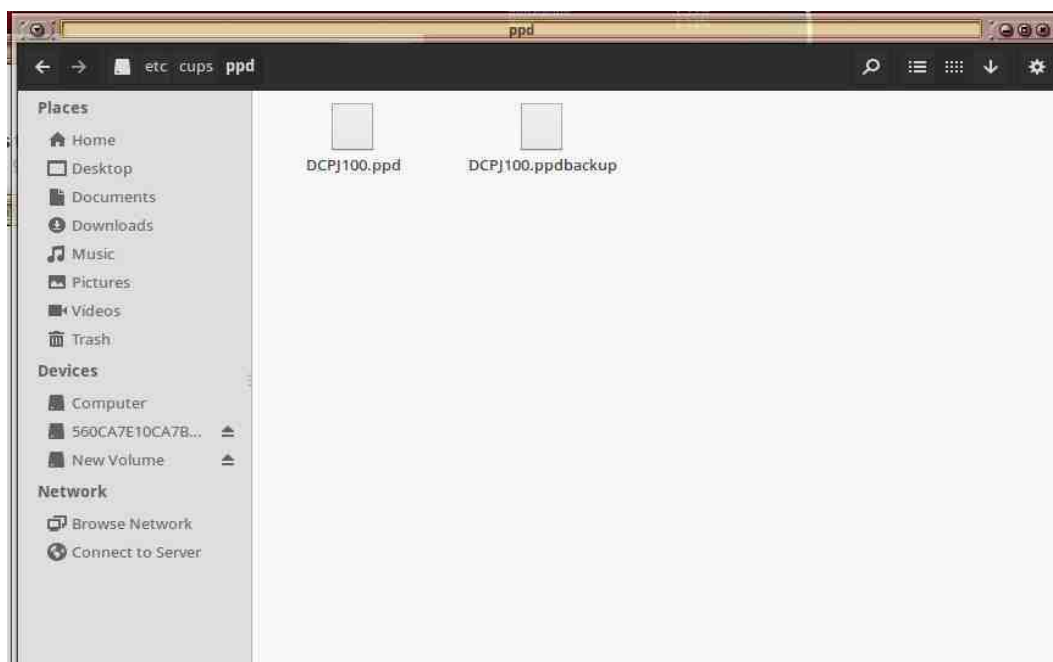 ppd
etc cups ppd
Places
Home
Desktop
Documents
Downloads
Music
Pictures
Videos
Trash
Devices
Computer
560CA7E10CA7B...
New Volume
Network
Browse Network
Connect to Server
DCPJ100.ppd
DCPJ100.ppdbackup